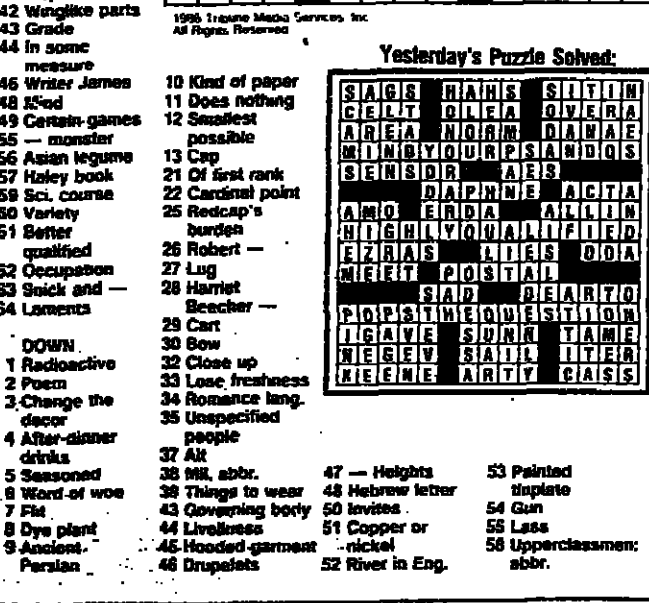 42 Winglike parts
43 Grade
44 In some
measure
46 Writer James
48 Mind
49 Certain games
55 — monster
56 Asian legume
57 Haley book
59 Sci. course
60 Variety
61 Better
qualified
62 Occupation
63 Snick and —
64 Laments
DOWN
1 Radioactive
2 Poem
3 Change the
decor
4 After-dinner
drinks
5 Seasoned
6 Word of woe
7 Flit
8 Dye plant
9 Ancient
Persian
1986 Tribune Media Services, Inc.
All Rights Reserved
10 Kind of paper
11 Does nothing
12 Smallest
possible
13 Cap
21 Of first rank
22 Cardinal point
25 Redcap's
burden
26 Robert —
27 Lug
28 Harriet
Beecher —
29 Cart
30 Bow
32 Close up
33 Lose freshness
34 Romance lang.
35 Unspecified
people
37 Alt
38 Mil. abbr.
39 Things to wear
43 Governing body
44 Liveliness
45 Hooded garment
46 Drupelets
47 — Heights
48 Hebrew letter
50 Invites
51 Copper or
nickel
52 River in Eng.
53 Painted
tinplate
54 Gun
55 Lass
58 Upperclassmen:
abbr.
Yesterday's Puzzle Solved:
SAGS HAHS SITIN
CELT OLEA OVERA
AREA NORM DANAE
MINDYOURPSANDQS
SENSOR AES
DAPHNE ACTA
AMO ERDA ALLIN
HIGHLYQUALIFIED
EZRAS LIES ODA
MEET POSTAL
SAD DEARTO
POPSTHEQUESTION
IGAVE SUNN TAME
NEGEV SAIL ITER
KEENE ARTY CASS